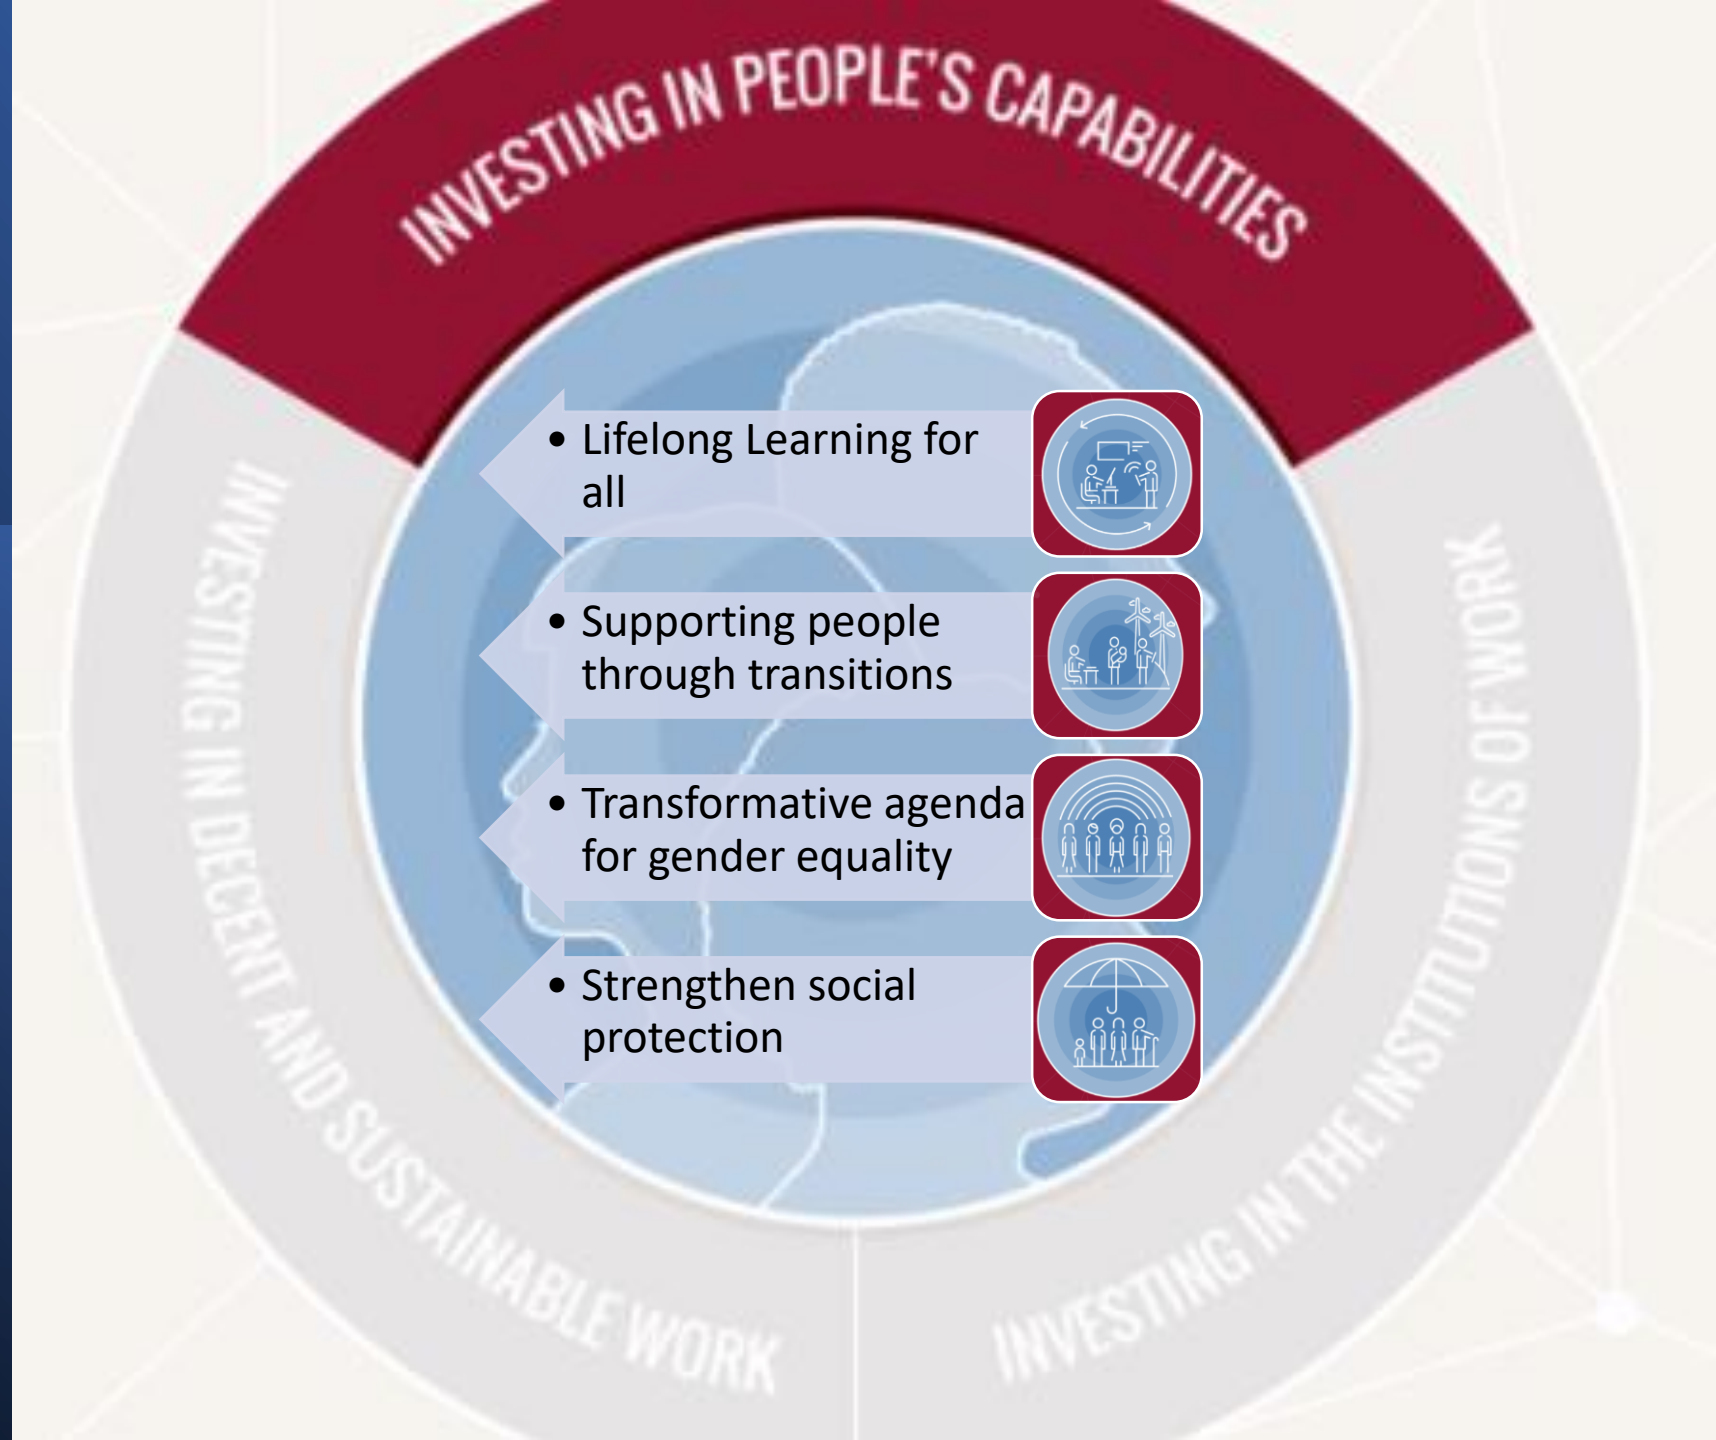 INVESTING IN PEOPLE'S CAPABILITIES
• Lifelong Learning for
all
• Supporting people
through transitions
• Transformative agenda
for gender equality
• Strengthen social
protection
INVESTING IN DECENT AND SUSTAINABLE WORK
INVESTING IN THE INSTITUTIONS OF WORK